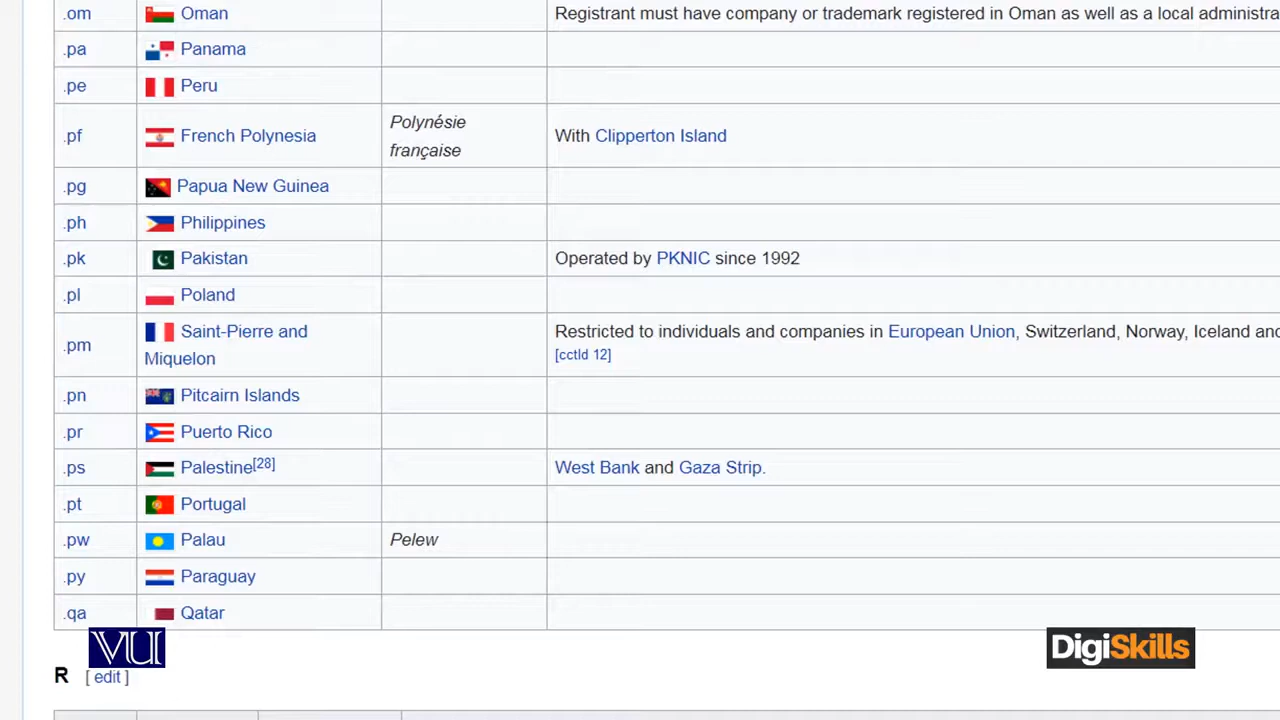 .om Oman Registrant must have company or trademark registered in Oman as well as a local administra
.pa Panama
.pe Peru
.pf French Polynesia Polynésie française With Clipperton Island
.pg Papua New Guinea
.ph Philippines
.pk Pakistan Operated by PKNIC since 1992
.pl Poland
.pm Saint-Pierre and Miquelon Restricted to individuals and companies in European Union, Switzerland, Norway, Iceland and [cctld 12]
.pn Pitcairn Islands
.pr Puerto Rico
.ps Palestine[28] West Bank and Gaza Strip.
.pt Portugal
.pw Palau Pelew
.py Paraguay
.qa Qatar
VU DigiSkills
R [ edit ]